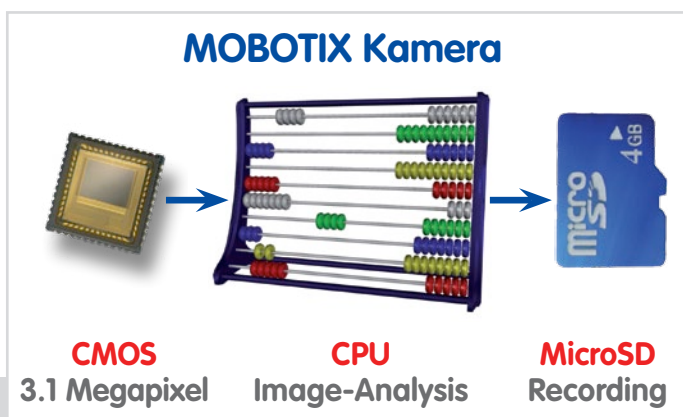 MOBOTIX Kamera
4GB
micro
SD
CMOS
3.1 Megapixel
CPU
Image-Analysis
MicroSD
Recording